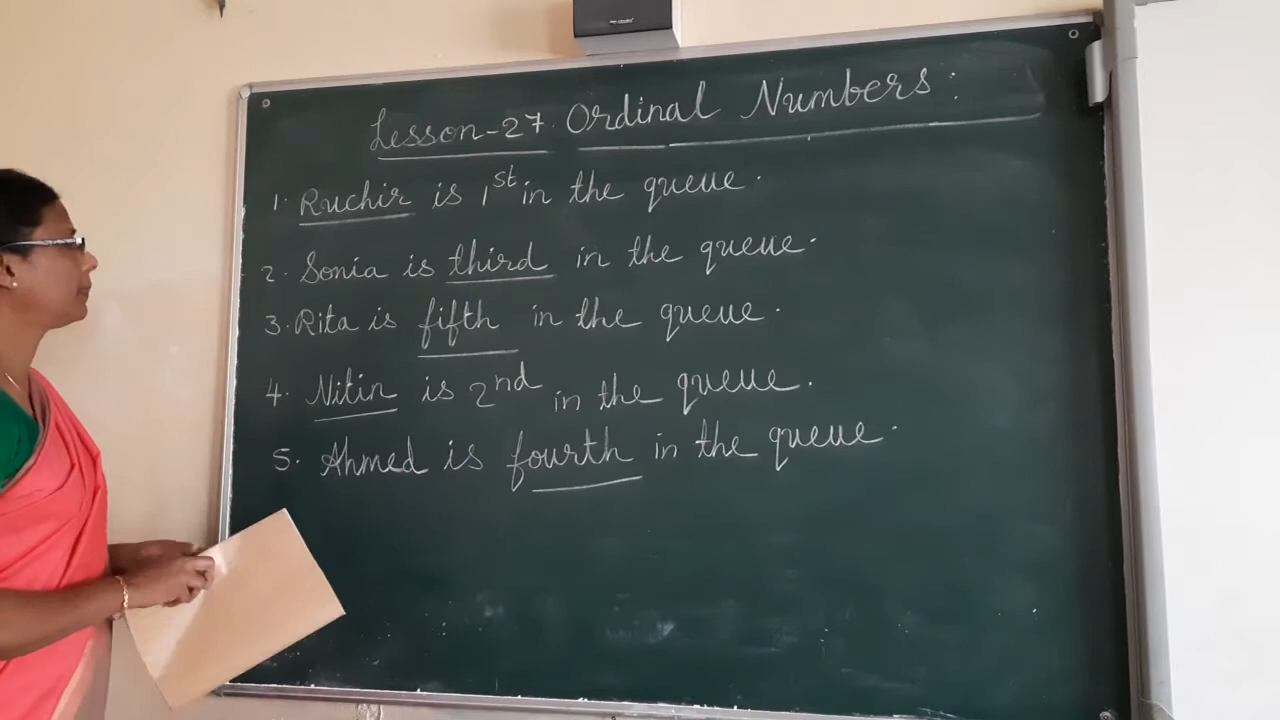 Lesson-27. Ordinal Numbers:
1. Ruchir is 1st in the queue.
2. Sonia is third in the queue.
3. Rita is fifth in the queue.
4. Nitin is 2nd in the queue.
5. Ahmed is fourth in the queue.